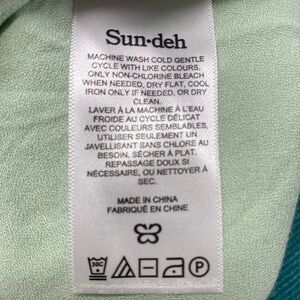 Sun·deh
MACHINE WASH COLD GENTLE
CYCLE WITH LIKE COLOURS,
ONLY NON-CHLORINE BLEACH
WHEN NEEDED, DRY FLAT, COOL
IRON ONLY IF NEEDED, OR DRY
CLEAN.
LAVER À LA MACHINE À L'EAU
FROIDE AU CYCLE DÉLICAT
AVEC COULEURS SEMBLABLES,
UTILISER SEULEMENT UN
JAVELLISANT SANS CHLORE AU
BESOIN, SÉCHER À PLAT.
REPASSAGE DOUX SI
NÉCESSAIRE, OU NETTOYER À
SEC.
MADE IN CHINA
FABRIQUÉ EN CHINE
30C P